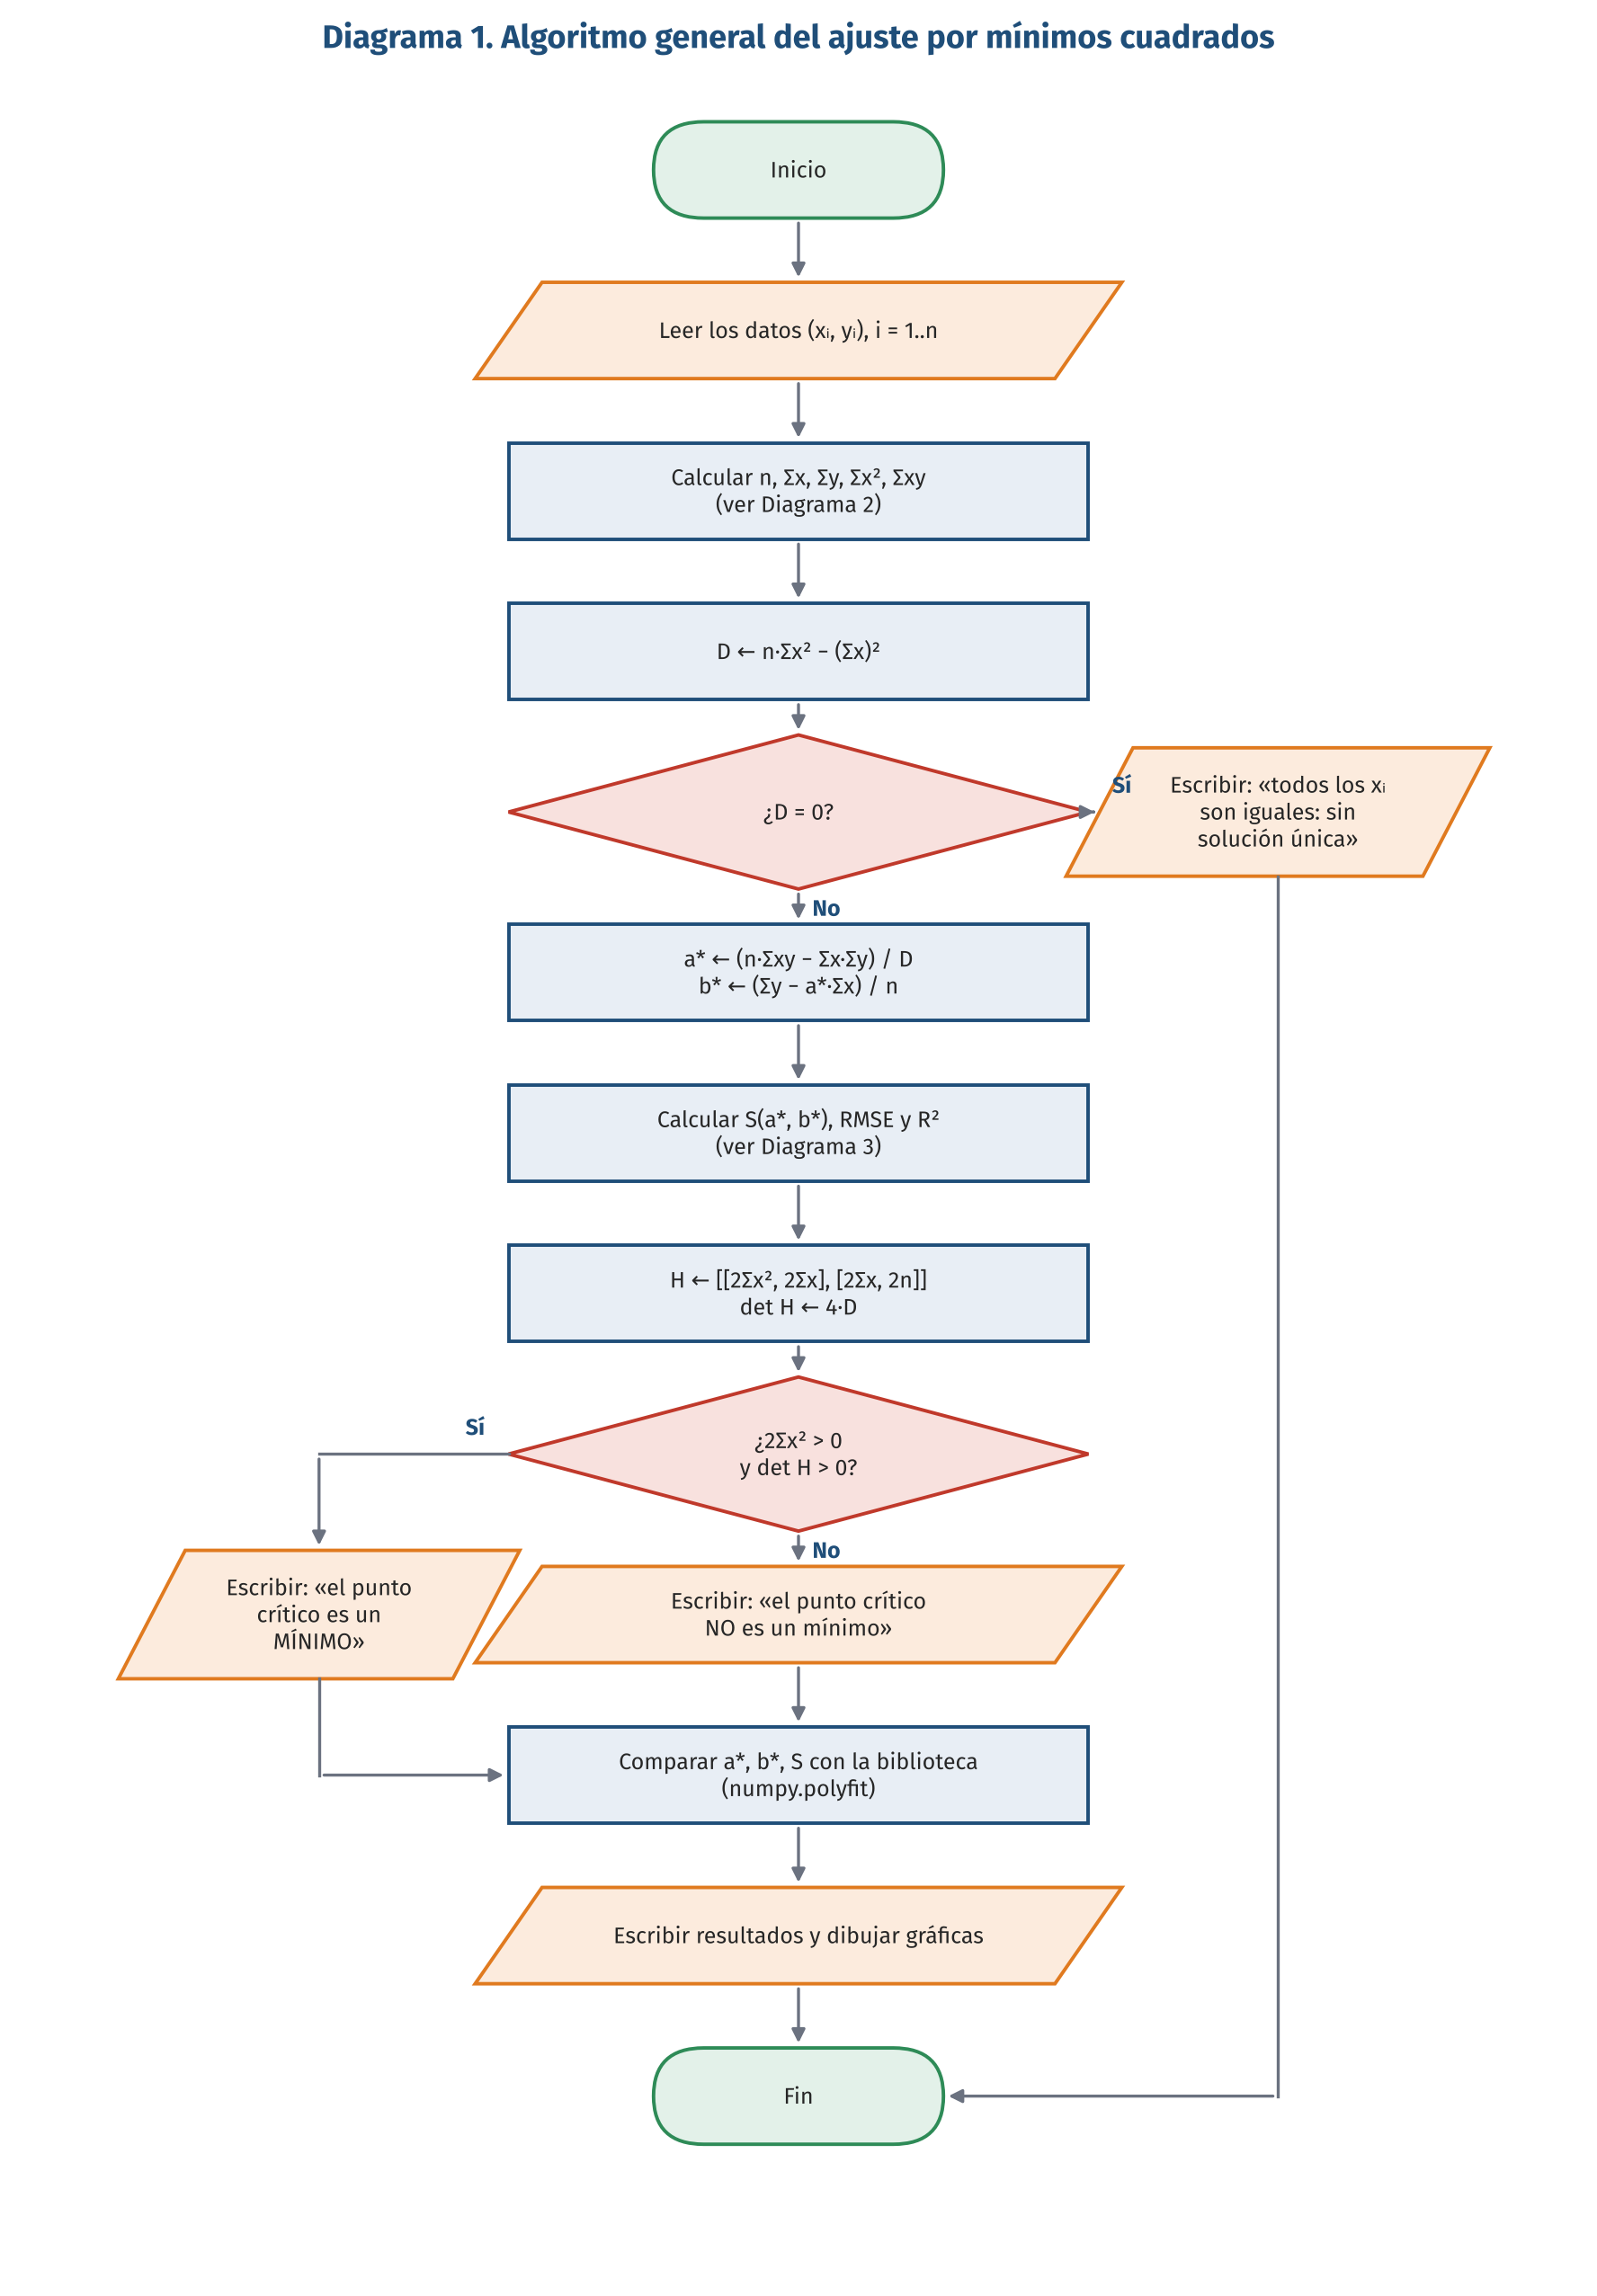 Diagrama 1. Algoritmo general del ajuste por mínimos cuadrados
Inicio
Leer los datos (xᵢ, yᵢ), i = 1..n
Calcular n, Σx, Σy, Σx², Σxy
(ver Diagrama 2)
D ← n·Σx² − (Σx)²
¿D = 0?
Sí
Escribir: «todos los xᵢ
son iguales: sin
solución única»
No
a* ← (n·Σxy − Σx·Σy) / D
b* ← (Σy − a*·Σx) / n
Calcular S(a*, b*), RMSE y R²
(ver Diagrama 3)
H ← [[2Σx², 2Σx], [2Σx, 2n]]
det H ← 4·D
¿2Σx² > 0
y det H > 0?
Sí
No
Escribir: «el punto
crítico es un
MÍNIMO»
Escribir: «el punto crítico
NO es un mínimo»
Comparar a*, b*, S con la biblioteca
(numpy.polyfit)
Escribir resultados y dibujar gráficas
Fin